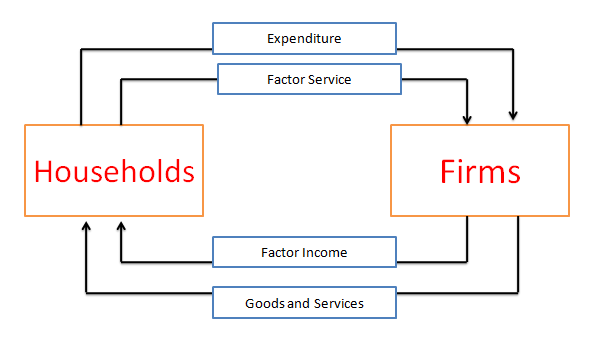 Expenditure
Factor Service
Households
Firms
Factor Income
Goods and Services